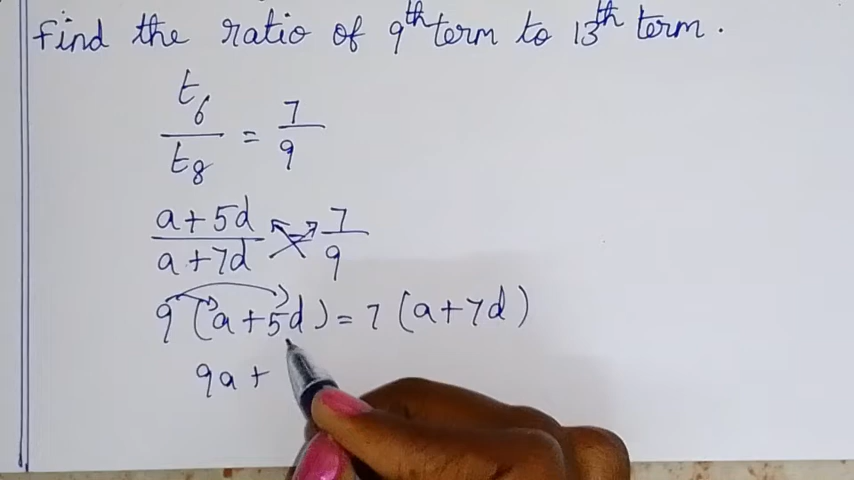 Find the ratio of 9th term to 13th term.
t6/t8 = 7/9
a+5d/a+7d = 7/9
9(a+5d) = 7(a+7d)
9a +